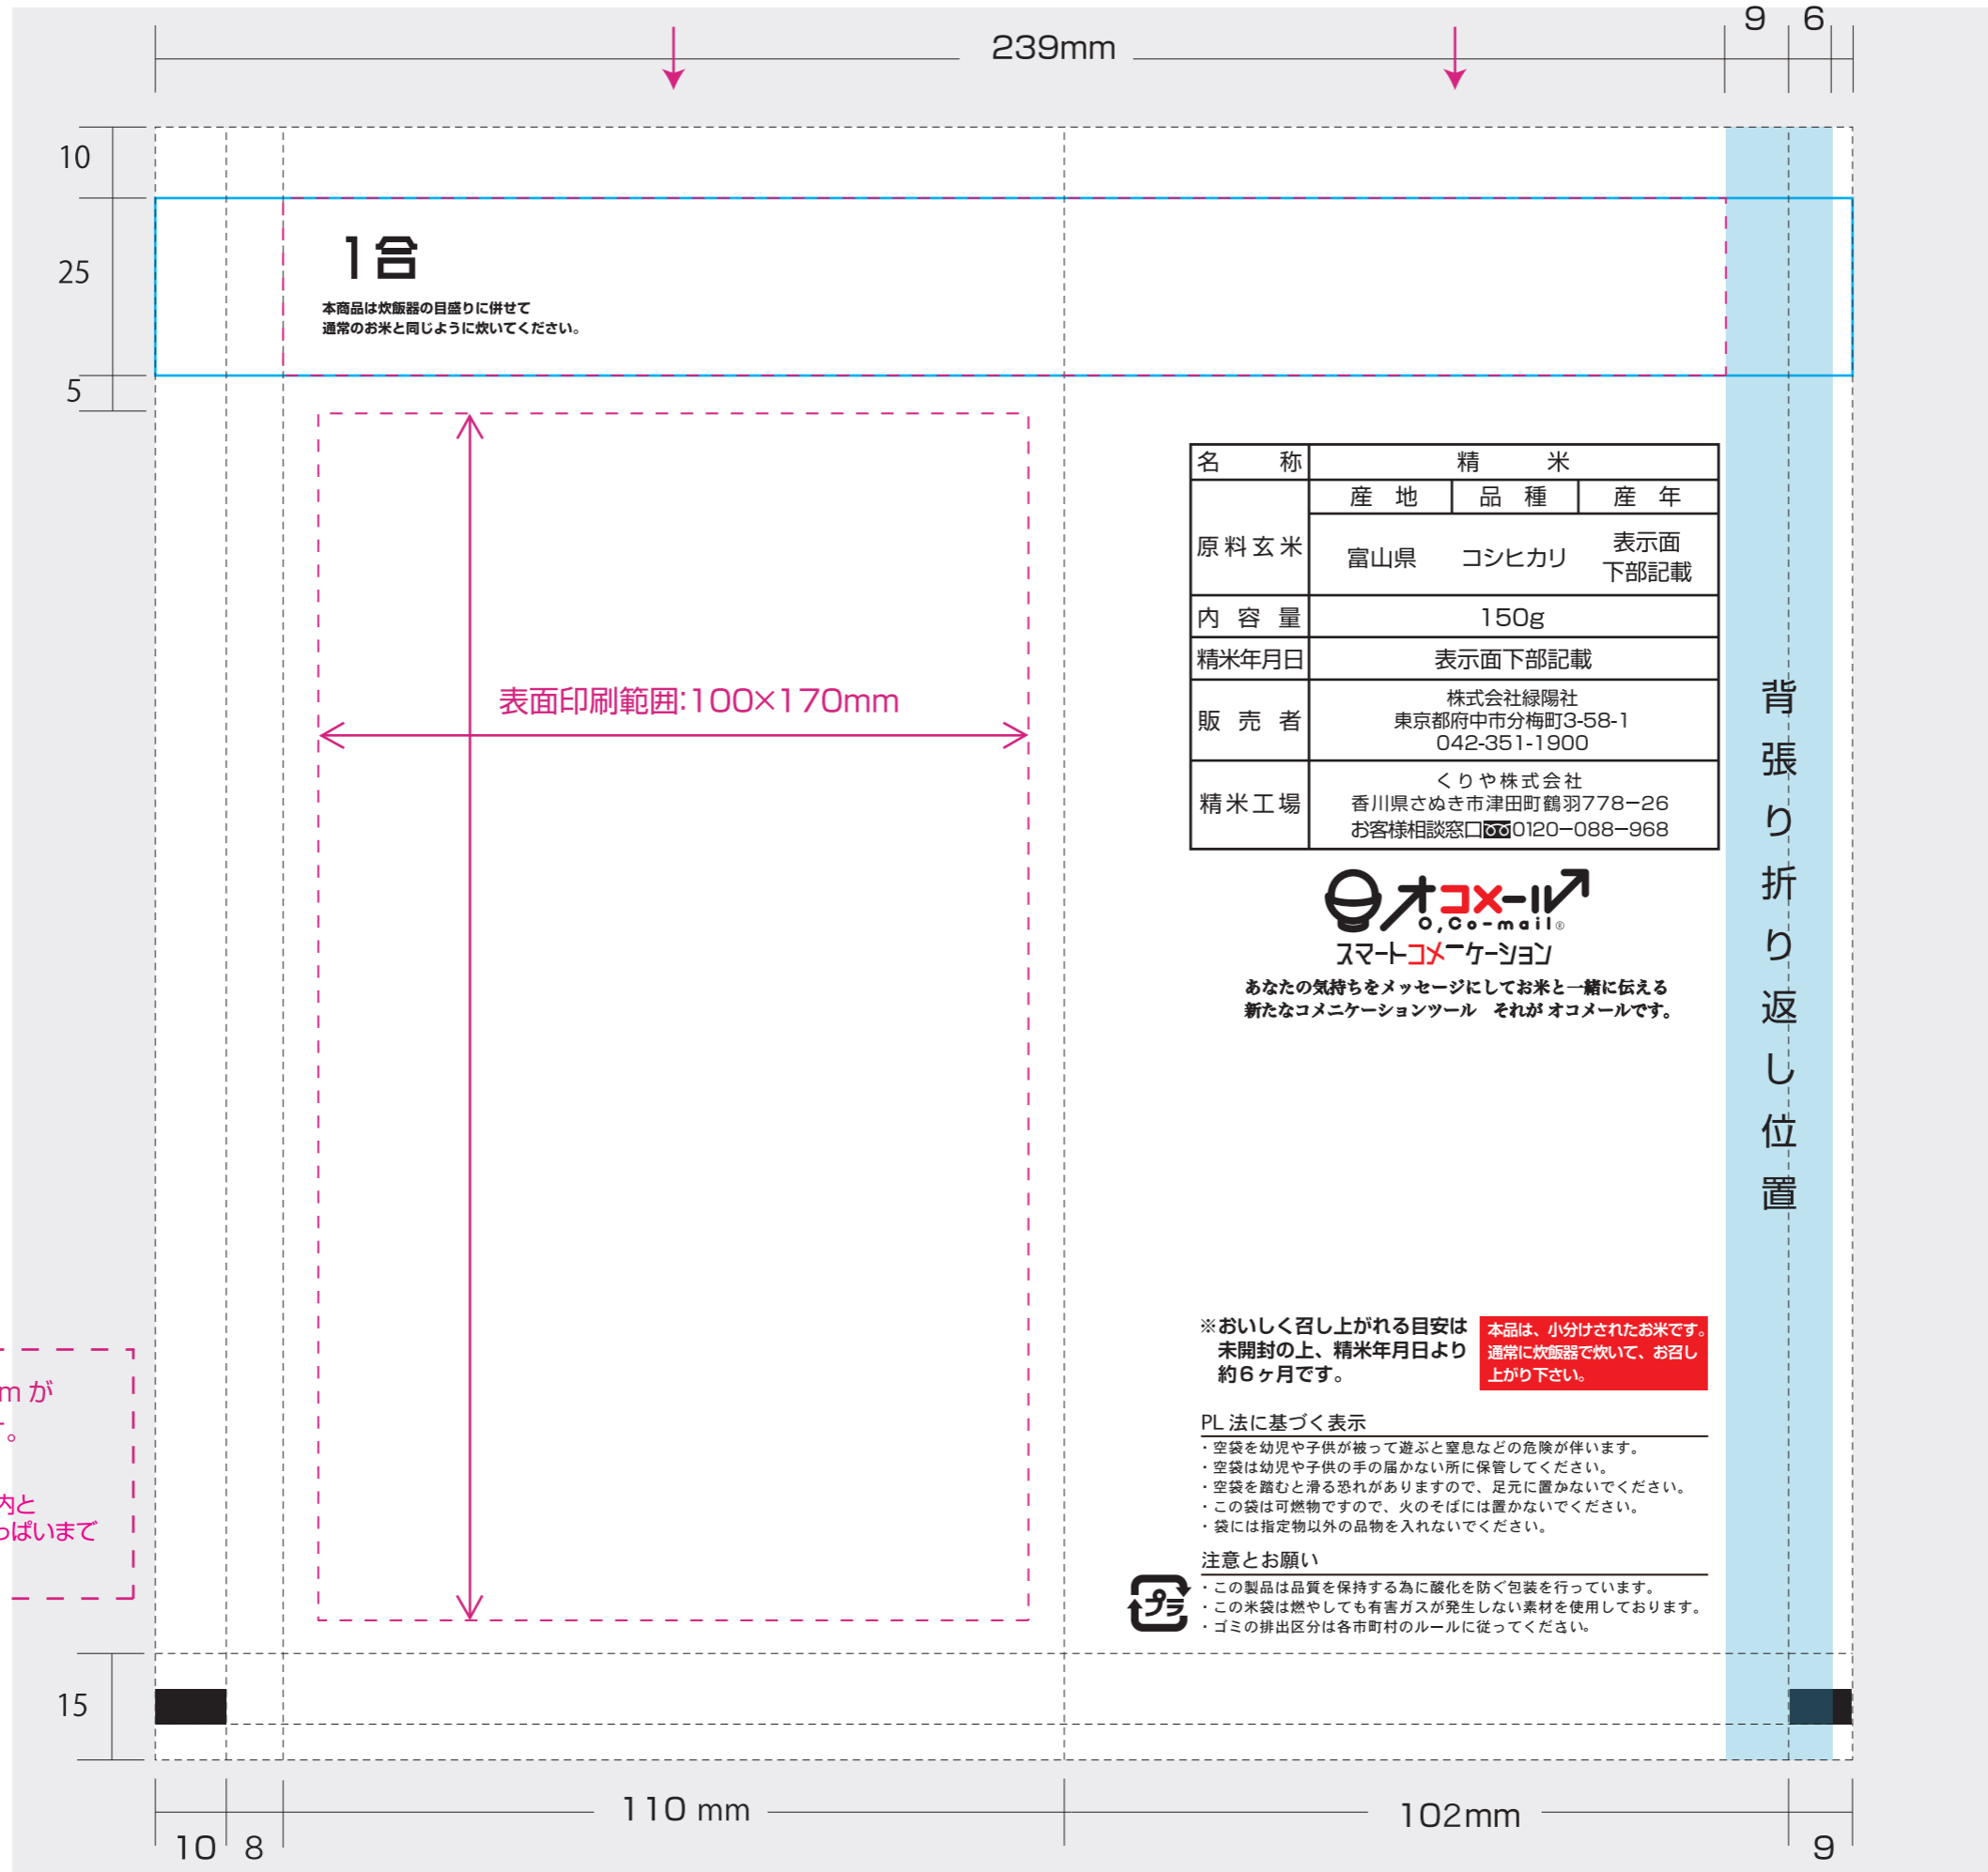 239mm
9
6
10
25
5
1合
本商品は炊飯器の目盛りに併せて
通常のお米と同じように炊いてください。
表面印刷範囲:100×170mm
名称 精米
原料玄米 産地 品種 産年
富山県 コシヒカリ 表示面
下部記載
内容量 150g
精米年月日 表示面下部記載
販売者 株式会社緑陽社
東京都府中市分梅町3-58-1
042-351-1900
精米工場 くりや株式会社
香川県さぬき市津田町鶴羽778−26
お客様相談窓口0120−088−968
オコメール
O,Co-mail®
スマートコメニケーション
あなたの気持ちをメッセージにしてお米と一緒に伝える
新たなコメニケーションツール それが オコメールです。
背張り折り返し位置
※おいしく召し上がれる目安は
未開封の上、精米年月日より
約6ヶ月です。
本品は、小分けされたお米です。
通常に炊飯器で炊いて、お召し
上がり下さい。
PL 法に基づく表示
・空袋を幼児や子供が被って遊ぶと窒息などの危険が伴います。
・空袋は幼児や子供の手の届かない所に保管してください。
・空袋を踏むと滑る恐れがありますので、足元に置かないでください。
・この袋は可燃物ですので、火のそばには置かないでください。
・袋には指定物以外の品物を入れないでください。
注意とお願い
プラ
・この製品は品質を保持する為に酸化を防ぐ包装を行っています。
・この米袋は燃やしても有害ガスが発生しない素材を使用しております。
・ゴミの排出区分は各市町村のルールに従ってください。
m が
。
内と
っぱいまで
15
110 mm
102mm
10
8
9